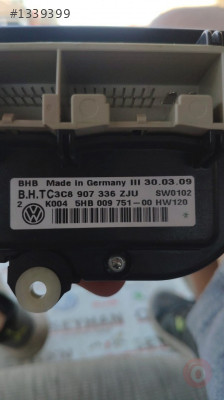 #1339399
BHB Made in Germany III 30.03.09
B.H.T.C 3C8 907 336 ZJU SW0102
2 K004 5HB 009 751-00 HW120